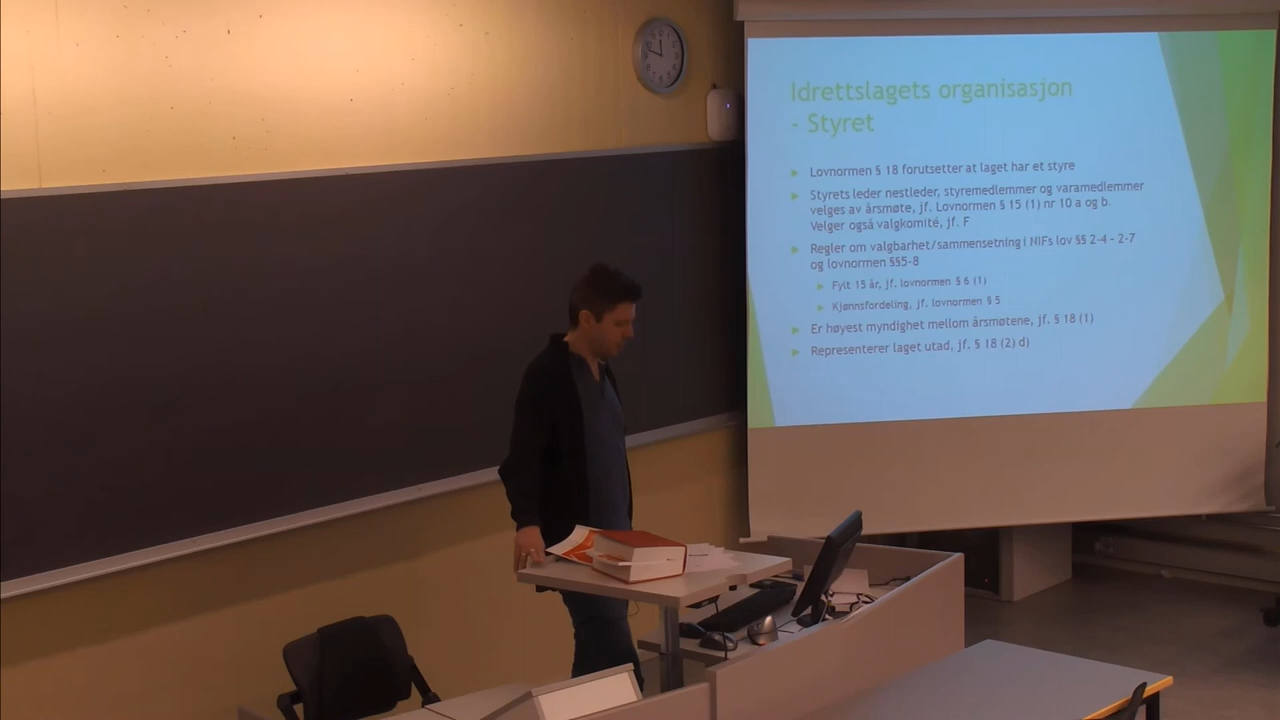 Idrettslagets organisasjon
- Styret
Lovnormen § 18 forutsetter at laget har et styre
Styrets leder nestleder, styremedlemmer og varamedlemmer
velges av årsmøte, jf. Lovnormen § 15 (1) nr 10 a og b.
Velger også valgkomité, jf. F
Regler om valgbarhet/sammensetning i NIFs lov §§ 2-4 - 2-7
og lovnormen §§5-8
Fylt 15 år, jf. lovnormen § 6 (1)
Kjønnsfordeling, jf. lovnormen § 5
Er høyest myndighet mellom årsmøtene, jf. § 18 (1)
Representerer laget utad, jf. § 18 (2) d)